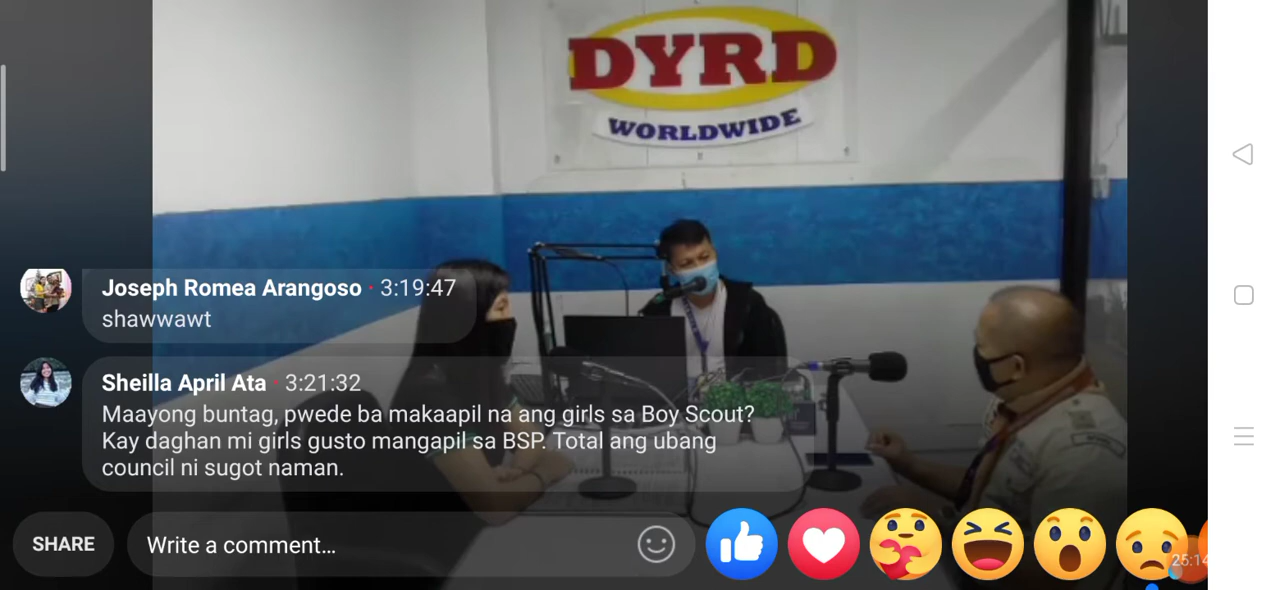 DYRD
WORLDWIDE
Joseph Romea Arangoso · 3:19:47
shawwawt
Sheilla April Ata · 3:21:32
Maayong buntag, pwede ba makaapil na ang girls sa Boy Scout?
Kay daghan mi girls gusto mangapil sa BSP. Total ang ubang
council ni sugot naman.
SHARE
Write a comment...
25:14